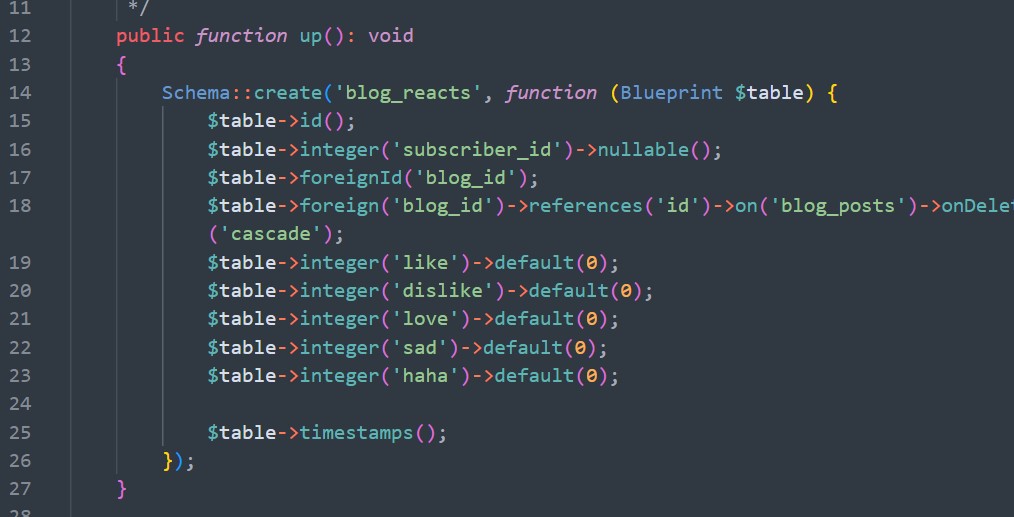 11 */
12 public function up(): void
13 {
14 Schema::create('blog_reacts', function (Blueprint $table) {
15 $table->id();
16 $table->integer('subscriber_id')->nullable();
17 $table->foreignId('blog_id');
18 $table->foreign('blog_id')->references('id')->on('blog_posts')->onDelet
('cascade');
19 $table->integer('like')->default(0);
20 $table->integer('dislike')->default(0);
21 $table->integer('love')->default(0);
22 $table->integer('sad')->default(0);
23 $table->integer('haha')->default(0);
24
25 $table->timestamps();
26 });
27 }
28